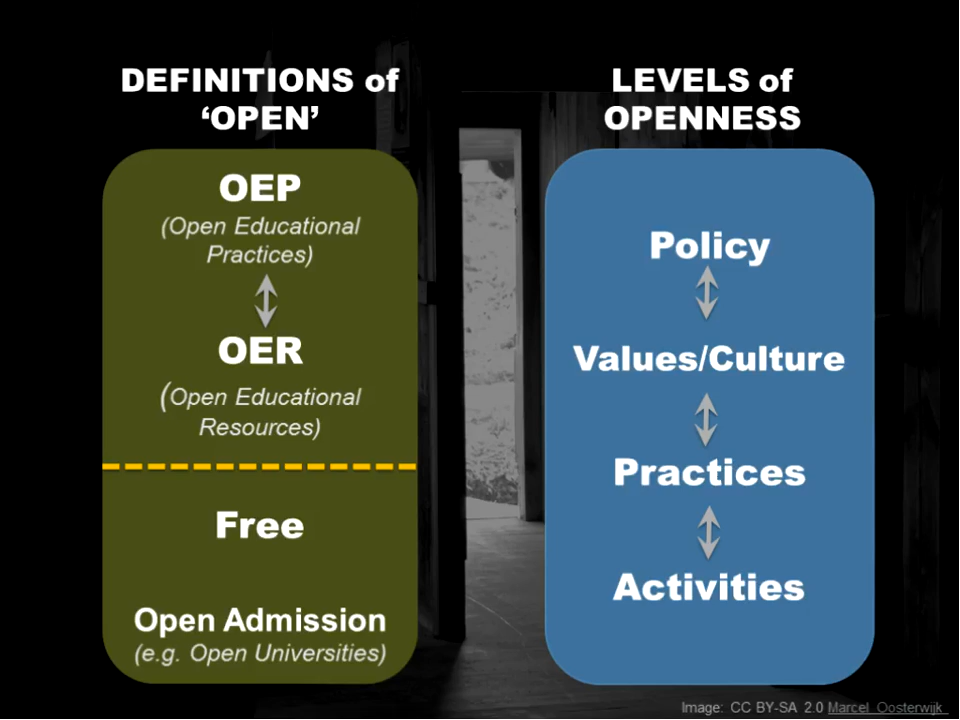 DEFINITIONS of
‘OPEN’
OEP
(Open Educational
Practices)
OER
(Open Educational
Resources)
Free
Open Admission
(e.g. Open Universities)
LEVELS of
OPENNESS
Policy
Values/Culture
Practices
Activities
Image: CC BY-SA 2.0 Marcel Oosterwijk